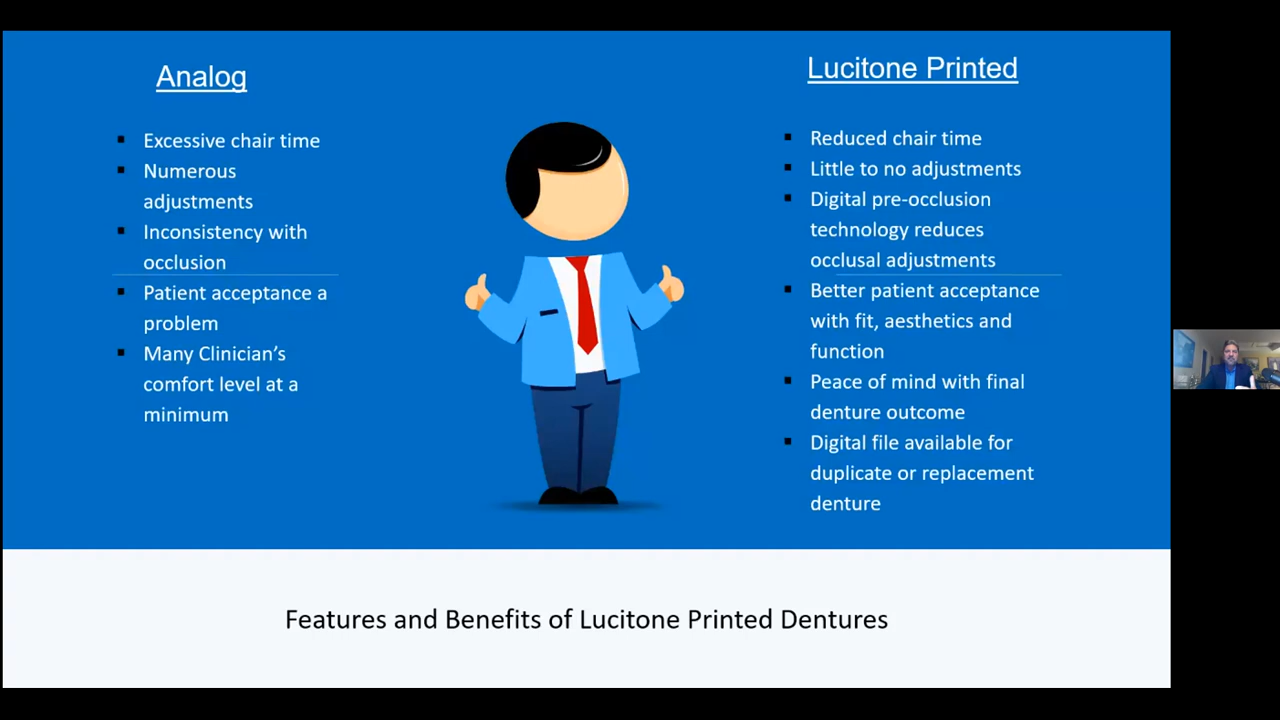 Analog
Excessive chair time
Numerous
adjustments
Inconsistency with
occlusion
Patient acceptance a
problem
Many Clinician's
comfort level at a
minimum
Lucitone Printed
Reduced chair time
Little to no adjustments
Digital pre-occlusion
technology reduces
occlusal adjustments
Better patient acceptance
with fit, aesthetics and
function
Peace of mind with final
denture outcome
Digital file available for
duplicate or replacement
denture
Features and Benefits of Lucitone Printed Dentures